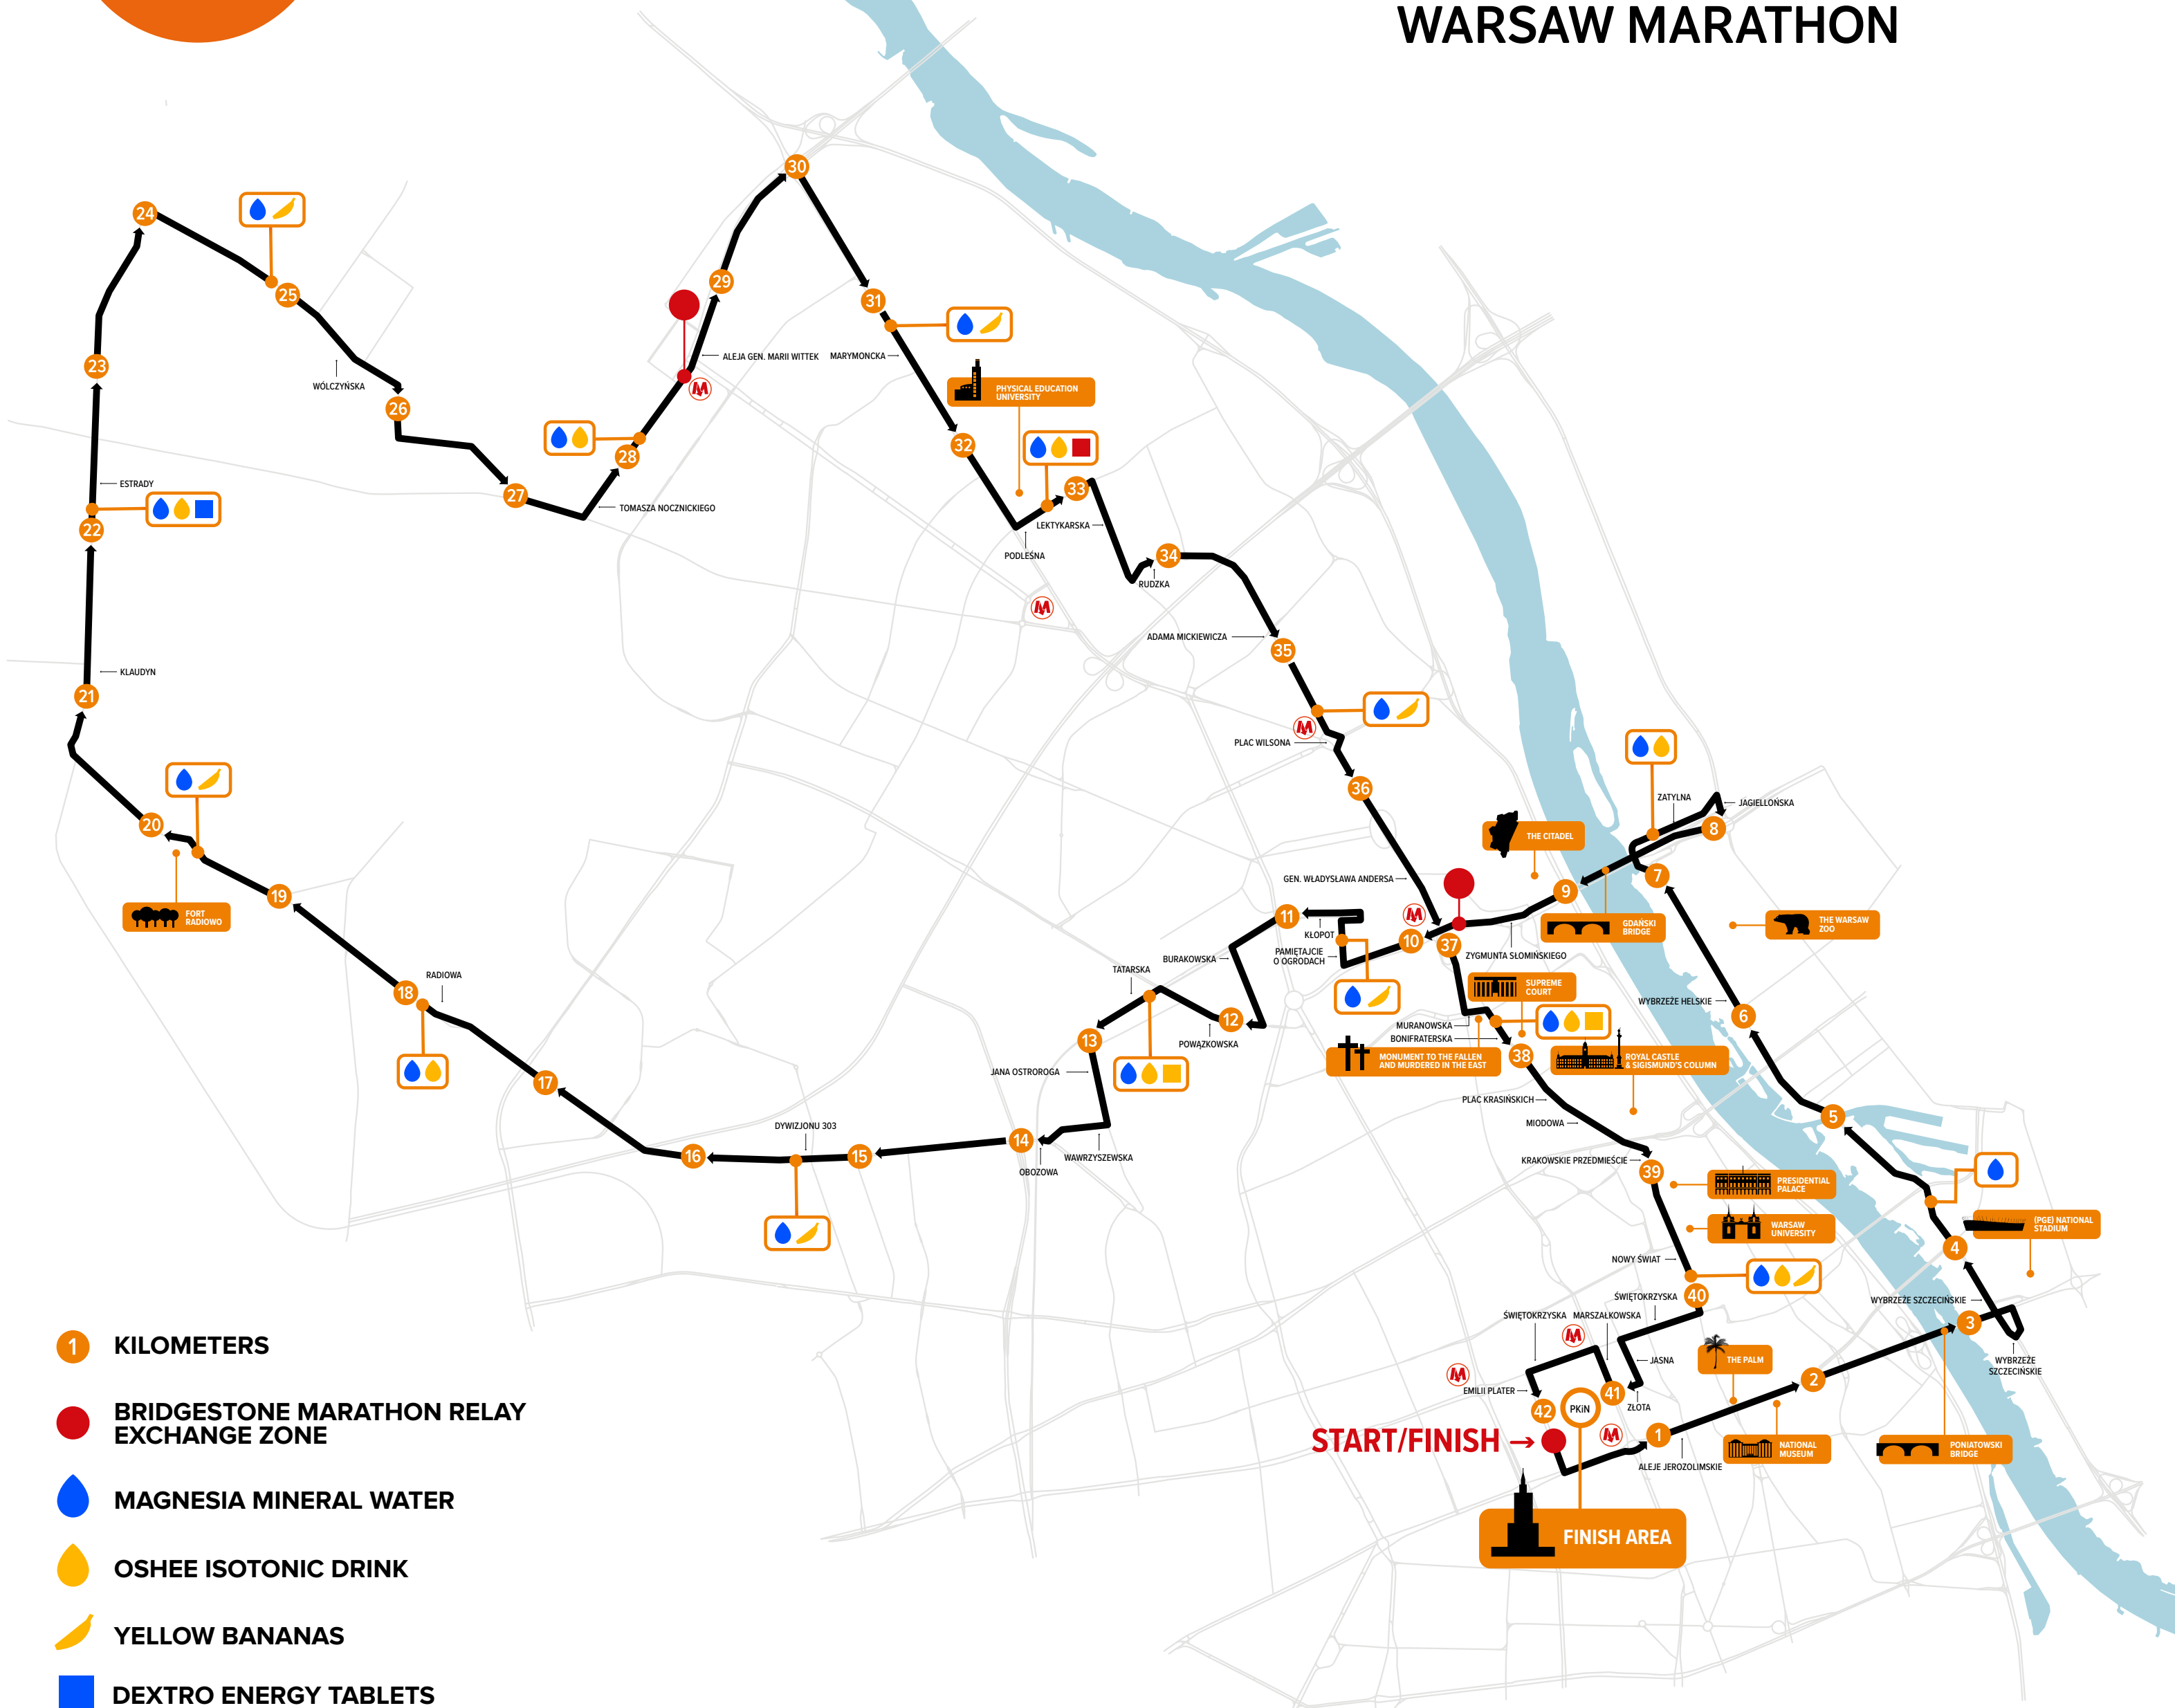 WARSAW MARATHON
30
24
29
25
31
ALEJA GEN. MARII WITTEK
MARYMONCKA
23
WÓLCZYŃSKA
PHYSICAL EDUCATION
UNIVERSITY
26
32
28
ESTRADY
33
27
TOMASZA NOCZNICKIEGO
LEKTYKARSKA
22
PODLEŚNA
34
RUDZKA
ADAMA MICKIEWICZA
35
KLAUDYN
21
PLAC WILSONA
36
ZATYLNA
JAGIELLOŃSKA
20
THE CITADEL
8
7
GEN. WŁADYSŁAWA ANDERSA
9
19
FORT
RADIOWO
11
KŁOPOT
10
37
GDAŃSKI
BRIDGE
THE WARSAW
ZOO
PAMIĘTAJCIE
O OGRODACH
ZYGMUNTA SŁOMIŃSKIEGO
BURAKOWSKA
TATARSKA
RADIOWA
18
SUPREME
COURT
WYBRZEŻE HELSKIE
6
12
MURANOWSKA
BONIFRATERSKA
POWĄZKOWSKA
13
38
MONUMENT TO THE FALLEN
AND MURDERED IN THE EAST
ROYAL CASTLE
& SIGISMUND'S COLUMN
JANA OSTROROGA
17
PLAC KRASIŃSKICH
5
MIODOWA
DYWIZJONU 303
14
16
15
WAWRZYSZEWSKA
OBOZOWA
KRAKOWSKIE PRZEDMIEŚCIE
39
PRESIDENTIAL
PALACE
WARSAW
UNIVERSITY
(PGE) NATIONAL
STADIUM
4
NOWY ŚWIAT
ŚWIĘTOKRZYSKA
40
WYBRZEŻE SZCZECIŃSKIE
ŚWIĘTOKRZYSKA
MARSZAŁKOWSKA
3
1
KILOMETERS
JASNA
THE PALM
WYBRZEŻE
SZCZECIŃSKIE
2
EMILII PLATER
41
ZŁOTA
42
PKiN
BRIDGESTONE MARATHON RELAY
EXCHANGE ZONE
START/FINISH →
1
NATIONAL
MUSEUM
PONIATOWSKI
BRIDGE
ALEJE JEROZOLIMSKIE
MAGNESIA MINERAL WATER
FINISH AREA
OSHEE ISOTONIC DRINK
YELLOW BANANAS
DEXTRO ENERGY TABLETS